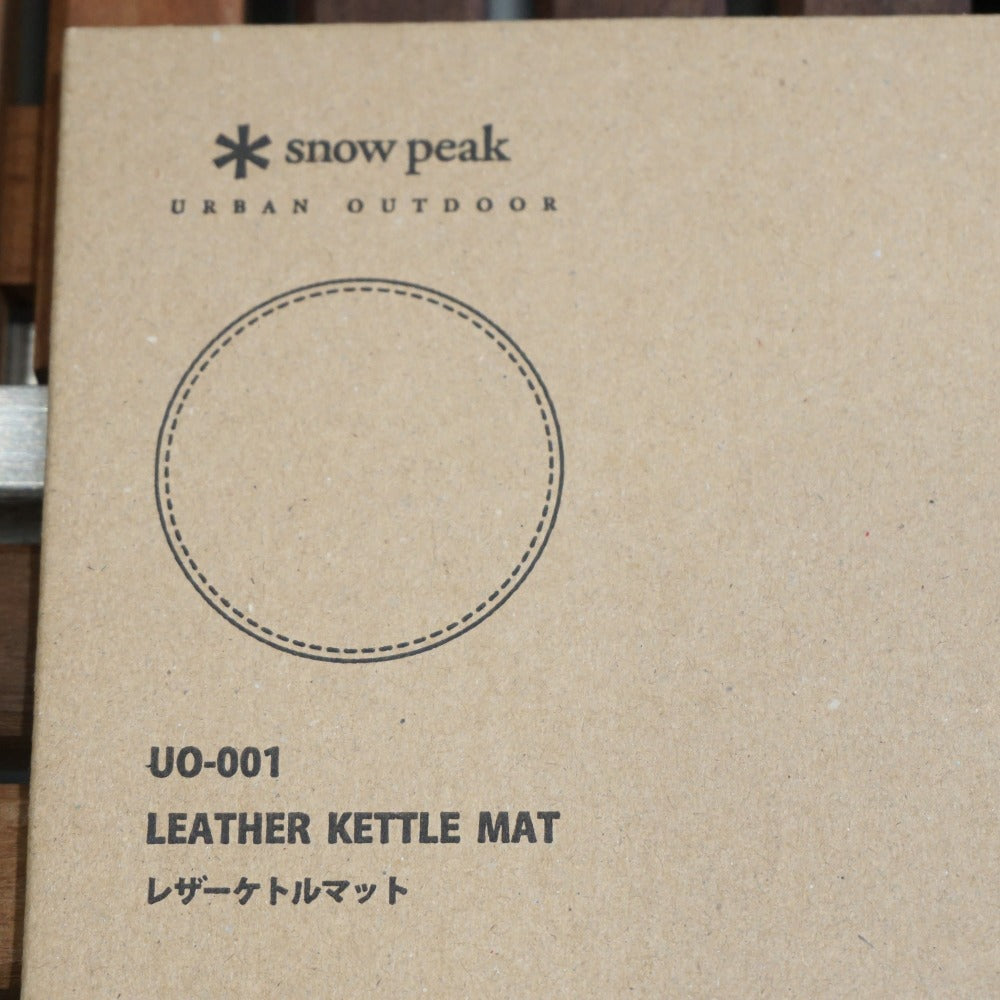 snow peak
URBAN OUTDOOR
UO-001
LEATHER KETTLE MAT
レザーケトルマット